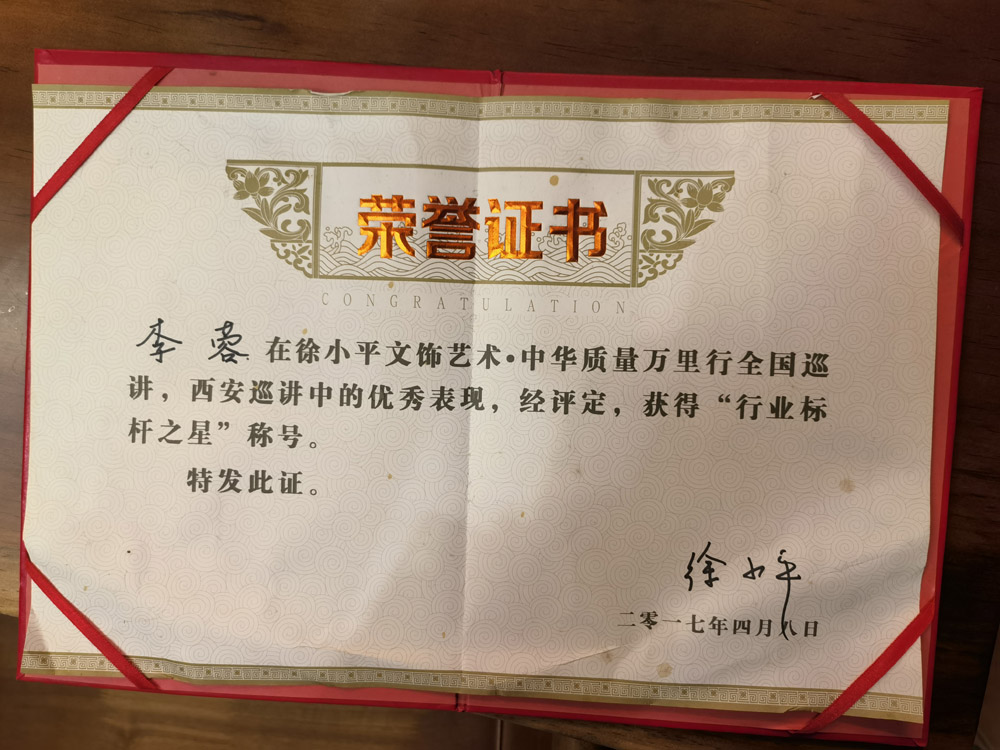 荣誉证书
CONGRATULATION
李蓉在徐小平文饰艺术•中华质量万里行全国巡
讲，西安巡讲中的优秀表现，经评定，获得“行业标
杆之星”称号。
特发此证。
徐小平
二零一七年四月八日